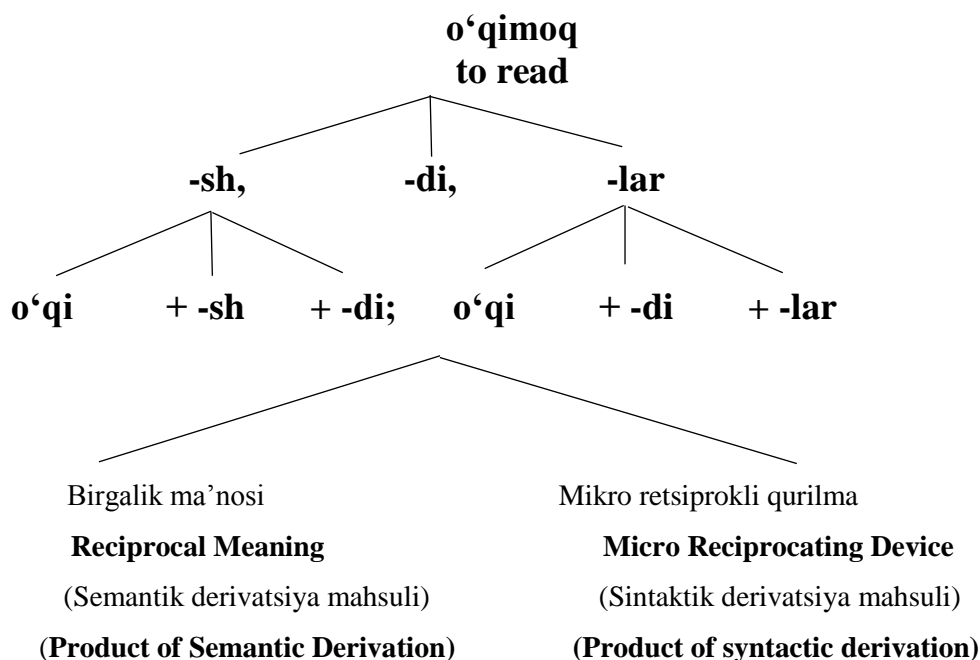 o‘qimoq
to read
-sh, -di, -lar
o‘qi + -sh + -di; o‘qi + -di + -lar
Birgalik ma’nosi Mikro retsiprokli qurilma
Reciprocal Meaning Micro Reciprocating Device
(Semantik derivatsiya mahsuli) (Sintaktik derivatsiya mahsuli)
(Product of Semantic Derivation) (Product of syntactic derivation)